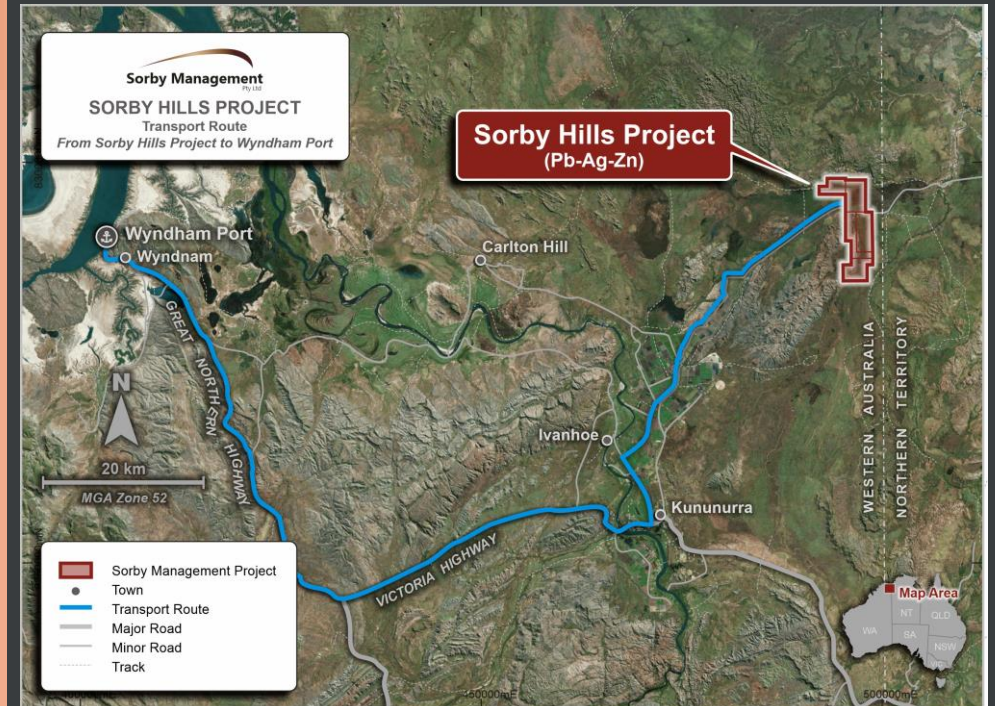 Sorby Management
Pty Ltd
SORBY HILLS PROJECT
Transport Route
From Sorby Hills Project to Wyndham Port
Sorby Hills Project
(Pb-Ag-Zn)
Wyndham Port
Wyndnam
Carlton Hill
GREAT NORTHERN HIGHWAY
N
20 km
MGA Zone 52
Ivanhoe
Kununurra
VICTORIA HIGHWAY
WESTERN AUSTRALIA
NORTHERN TERRITORY
Sorby Management Project
Town
Transport Route
Major Road
Minor Road
Track
Map Area
WA
NT
QLD
SA
NSW
VIC
500000mE